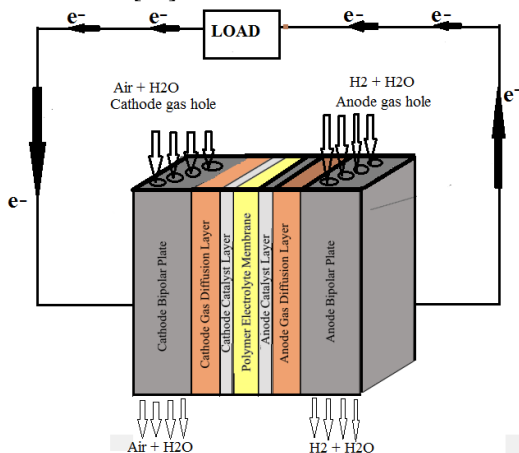 e-
e-
LOAD
e-
e-
Air + H2O
Cathode gas hole
H2 + H2O
Anode gas hole
e-
e-
Cathode Bipolar Plate
Cathode Gas Diffusion Layer
Cathode Catalyst Layer
Polymer Electrolyte Membrane
Anode Catalyst Layer
Anode Gas Diffusion Layer
Anode Bipolar Plate
Air + H2O
H2 + H2O